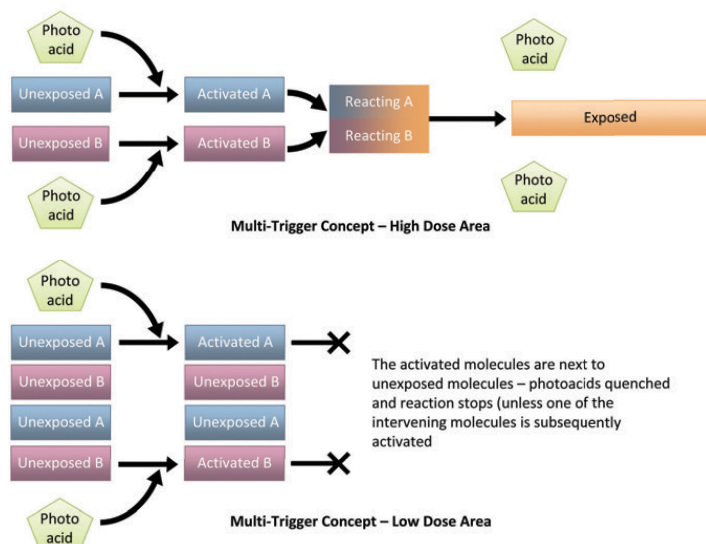 Photo
acid
Unexposed A
Activated A
Unexposed B
Activated B
Photo
acid
Reacting A
Reacting B
Photo
acid
Exposed
Photo
acid
Multi-Trigger Concept – High Dose Area
Photo
acid
Unexposed A
Activated A
Unexposed B
Unexposed B
Unexposed A
Unexposed A
Unexposed B
Activated B
Photo
acid
The activated molecules are next to
unexposed molecules – photoacids quenched
and reaction stops (unless one of the
intervening molecules is subsequently
activated
Multi-Trigger Concept – Low Dose Area